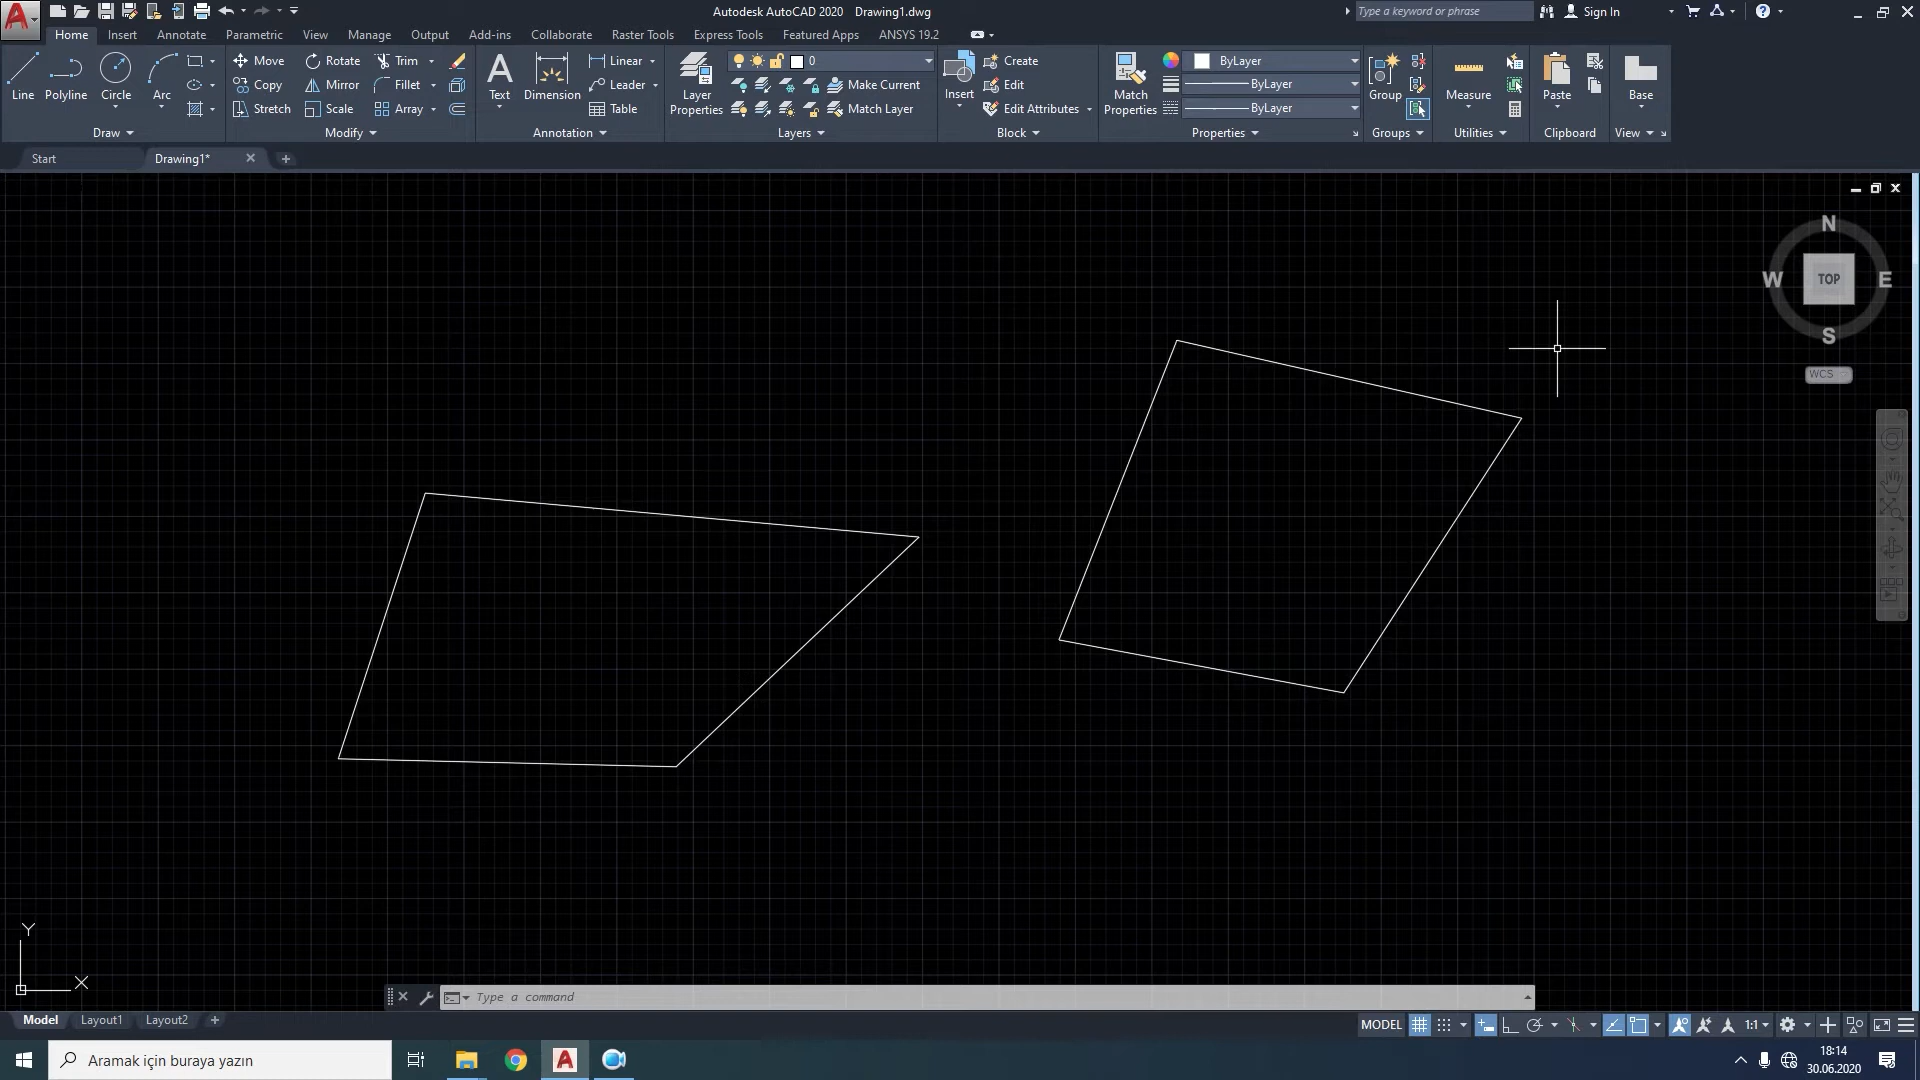 Autodesk AutoCAD 2020 Drawing1.dwg
Type a keyword or phrase
Sign In
Home Insert Annotate Parametric View Manage Output Add-ins Collaborate Raster Tools Express Tools Featured Apps ANSYS 19.2
Line Polyline Circle Arc
Draw
Move Rotate Trim
Copy Mirror Fillet
Stretch Scale Array
Modify
Text Dimension
Linear
Leader
Table
Annotation
Layer Properties
0
Make Current
Match Layer
Layers
Insert
Create
Edit
Edit Attributes
Block
Match Properties
ByLayer
ByLayer
ByLayer
Properties
Group
Groups
Measure
Utilities
Paste
Clipboard
Base
View
Start Drawing1*
N
W TOP E
S
WCS
Y
X
Type a command
Model Layout1 Layout2
MODEL 1:1
Aramak için buraya yazın
18:14
30.06.2020